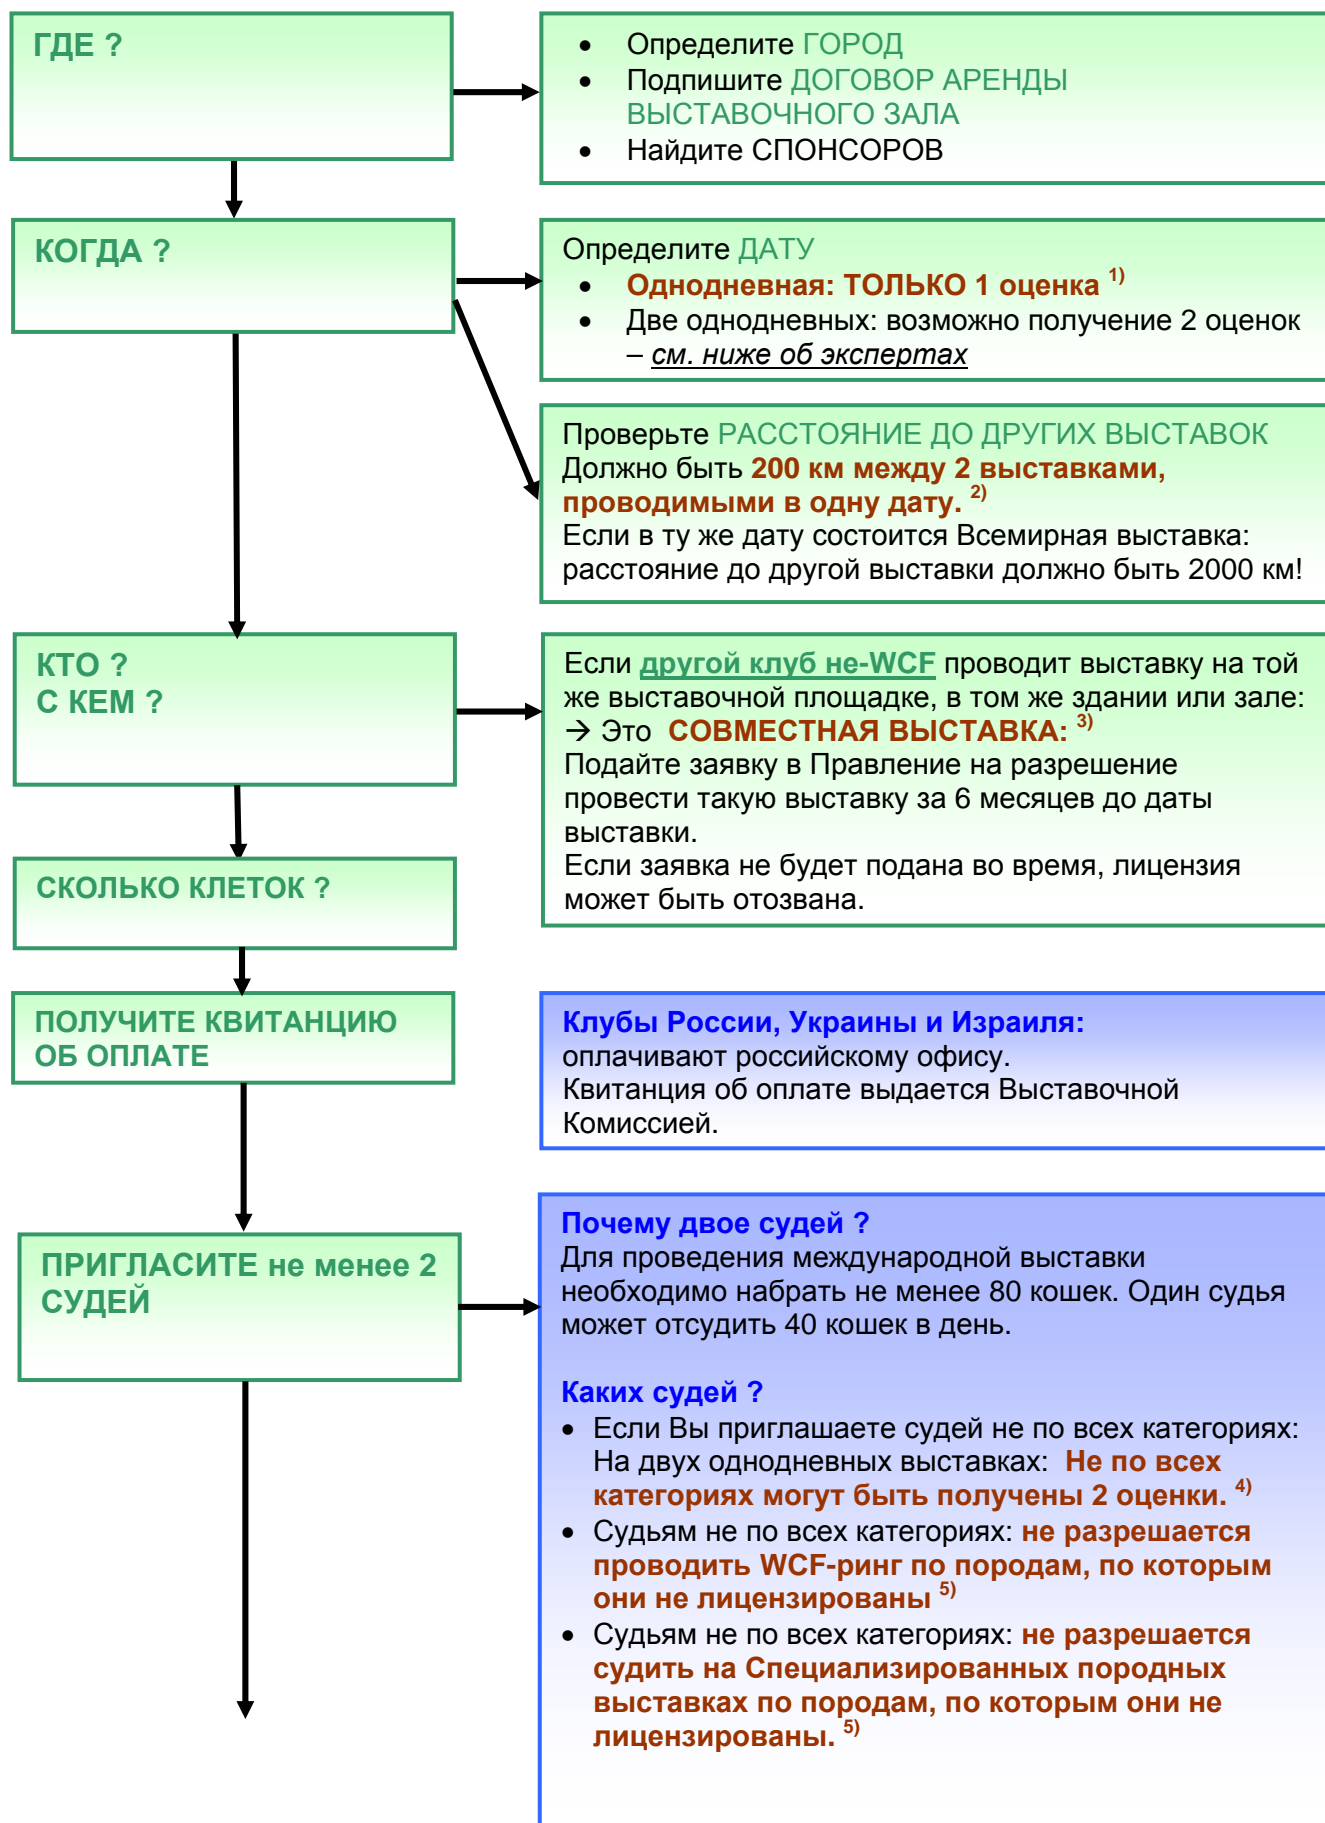 ГДЕ ?
• Определите ГОРОД
• Подпишите ДОГОВОР АРЕНДЫ
ВЫСТАВОЧНОГО ЗАЛА
• Найдите СПОНСОРОВ
КОГДА ?
Определите ДАТУ
• Однодневная: ТОЛЬКО 1 оценка 1)
• Две однодневных: возможно получение 2 оценок
– см. ниже об экспертах
Проверьте РАССТОЯНИЕ ДО ДРУГИХ ВЫСТАВОК
Должно быть 200 км между 2 выставками,
проводимыми в одну дату. 2)
Если в ту же дату состоится Всемирная выставка:
расстояние до другой выставки должно быть 2000 км!
КТО ?
С КЕМ ?
Если другой клуб не-WCF проводит выставку на той
же выставочной площадке, в том же здании или зале:
→ Это СОВМЕСТНАЯ ВЫСТАВКА: 3)
Подайте заявку в Правление на разрешение
провести такую выставку за 6 месяцев до даты
выставки.
Если заявка не будет подана во время, лицензия
может быть отозвана.
СКОЛЬКО КЛЕТОК ?
ПОЛУЧИТЕ КВИТАНЦИЮ
ОБ ОПЛАТЕ
Клубы России, Украины и Израиля:
оплачивают российскому офису.
Квитанция об оплате выдается Выставочной
Комиссией.
ПРИГЛАСИТЕ не менее 2
СУДЕЙ
Почему двое судей ?
Для проведения международной выставки
необходимо набрать не менее 80 кошек. Один судья
может отсудить 40 кошек в день.
Каких судей ?
• Если Вы приглашаете судей не по всех категориях:
На двух однодневных выставках: Не по всех
категориях могут быть получены 2 оценки. 4)
• Судьям не по всех категориях: не разрешается
проводить WCF-ринг по породам, по которым
они не лицензированы 5)
• Судьям не по всех категориях: не разрешается
судить на Специализированных породных
выставках по породам, по которым они не
лицензированы. 5)